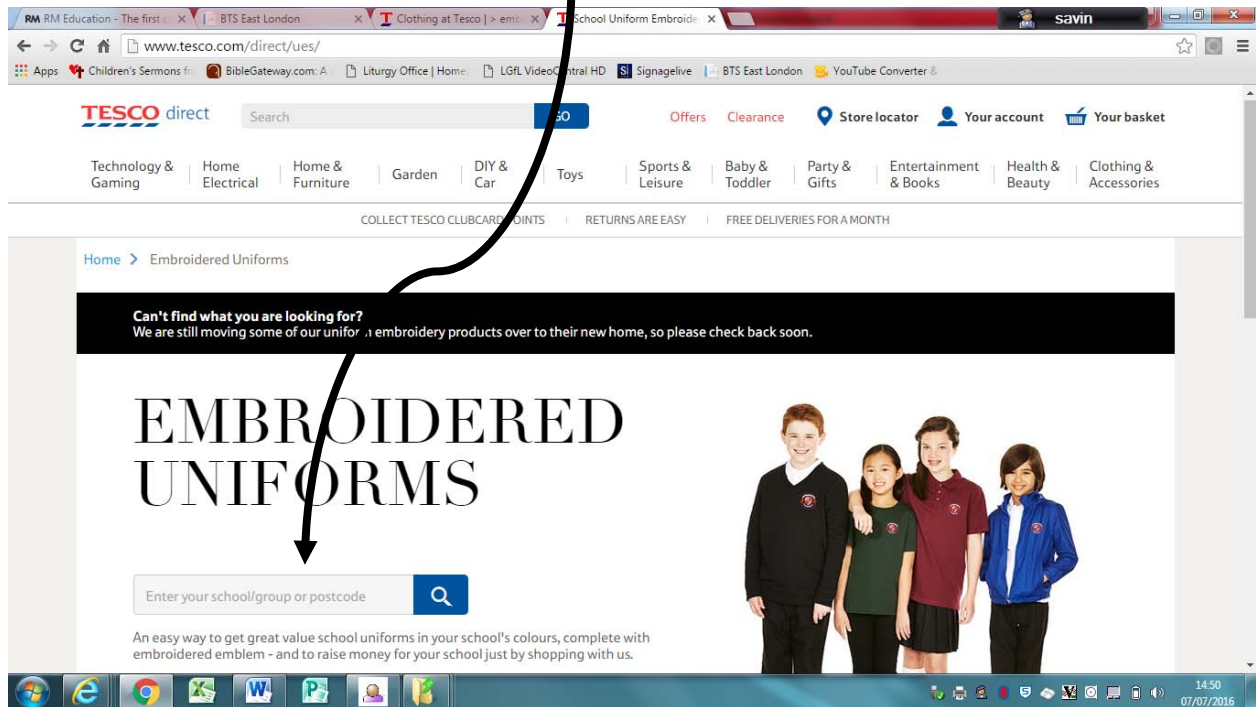 RM RM Education - The first c
BTS East London
Clothing at Tesco | > emb
School Uniform Embroide
savin
www.tesco.com/direct/ues/
Apps
Children's Sermons fr
BibleGateway.com: A
Liturgy Office | Home
LGfL VideoCentral HD
Signagelive
BTS East London
YouTube Converter &
TESCO direct
Search
GO
Offers
Clearance
Store locator
Your account
Your basket
Technology & Gaming
Home Electrical
Home & Furniture
Garden
DIY & Car
Toys
Sports & Leisure
Baby & Toddler
Party & Gifts
Entertainment & Books
Health & Beauty
Clothing & Accessories
COLLECT TESCO CLUBCARD POINTS
RETURNS ARE EASY
FREE DELIVERIES FOR A MONTH
Home > Embroidered Uniforms
Can't find what you are looking for?
We are still moving some of our uniform embroidery products over to their new home, so please check back soon.
EMBROIDERED
UNIFORMS
Enter your school/group or postcode
An easy way to get great value school uniforms in your school's colours, complete with
embroidered emblem - and to raise money for your school just by shopping with us.
14:50
07/07/2016